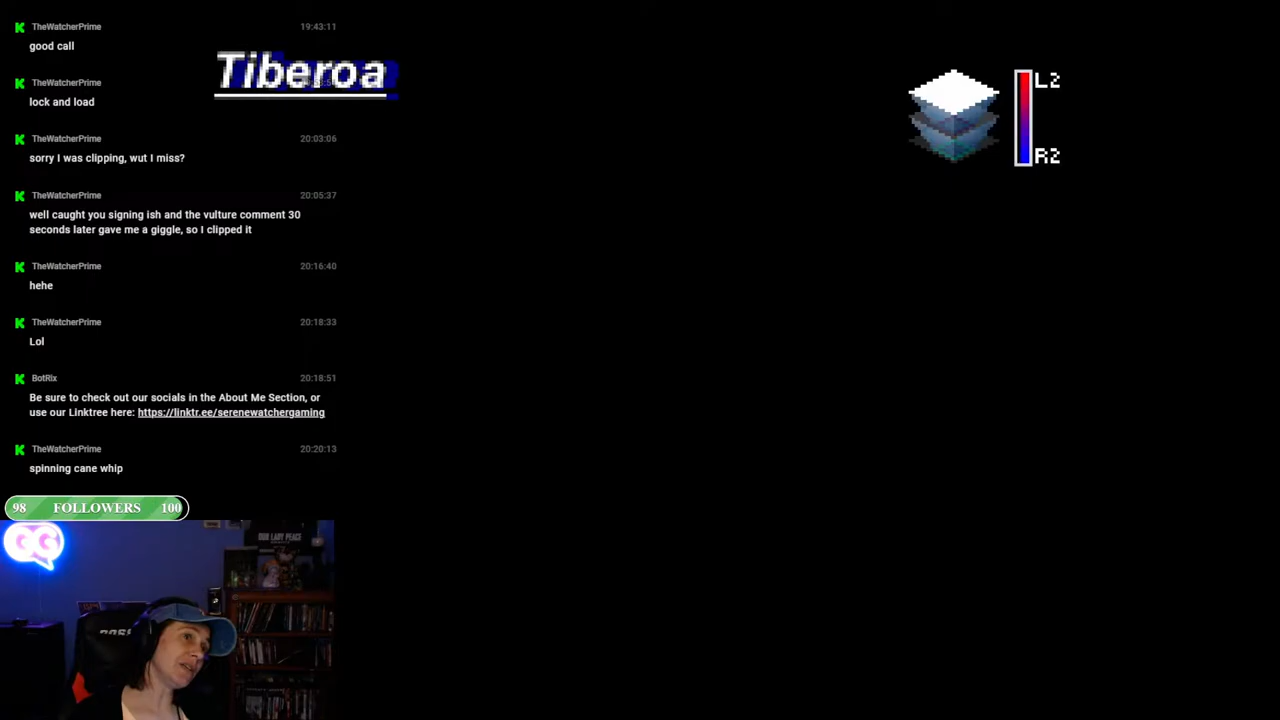 TheWatcherPrime 19:43:11
good call
Tiberoa
TheWatcherPrime
lock and load
TheWatcherPrime 20:03:06
sorry I was clipping, wut I miss?
TheWatcherPrime 20:05:37
well caught you signing ish and the vulture comment 30
seconds later gave me a giggle, so I clipped it
TheWatcherPrime 20:16:40
hehe
TheWatcherPrime 20:18:33
Lol
BotRix 20:18:51
Be sure to check out our socials in the About Me Section, or
use our Linktree here: https://linktr.ee/serenewatchergaming
TheWatcherPrime 20:20:13
spinning cane whip
98 FOLLOWERS 100
GG
OUR LADY PEACE
L2
R2